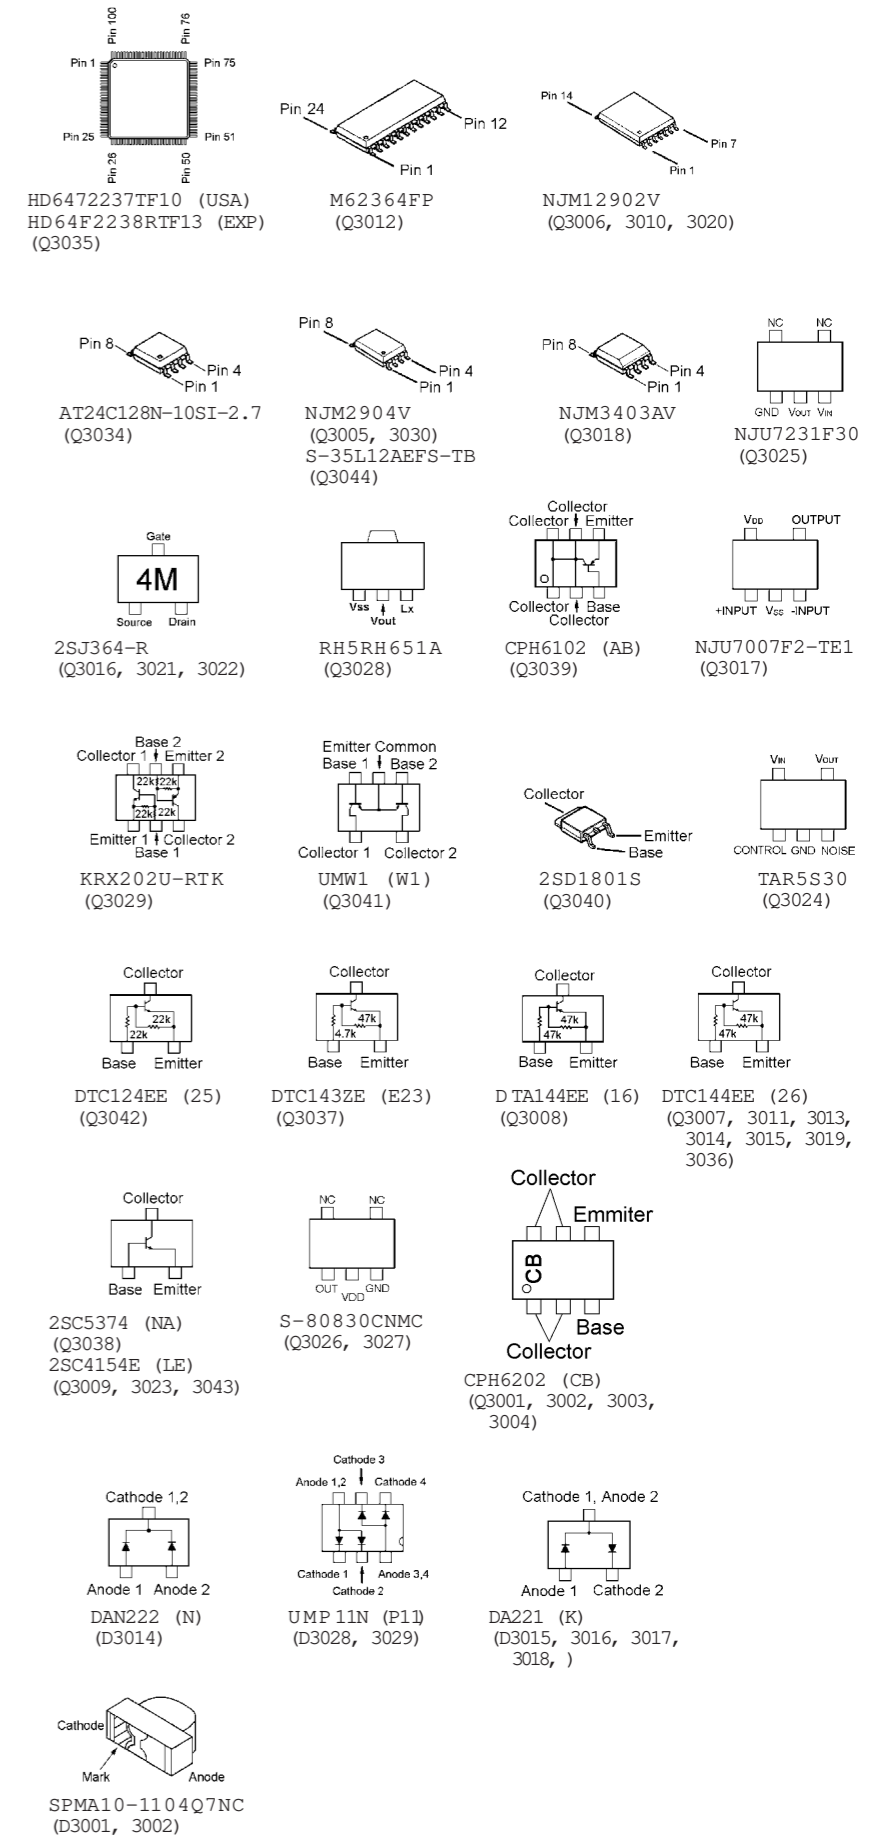 Pin 100
Pin 76
Pin 1
Pin 75
Pin 25
Pin 51
Pin 26
Pin 50
HD6472237TF10 (USA)
HD64F2238RTF13 (EXP)
(Q3035)
Pin 24
Pin 12
Pin 1
M62364FP
(Q3012)
Pin 14
Pin 7
Pin 1
NJM12902V
(Q3006, 3010, 3020)
Pin 8
Pin 4
Pin 1
AT24C128N-10SI-2.7
(Q3034)
Pin 8
Pin 4
Pin 1
NJM2904V
(Q3005, 3030)
S-35L12AEFS-TB
(Q3044)
Pin 8
Pin 4
Pin 1
NJM3403AV
(Q3018)
NC NC
GND VOUT VIN
NJU7231F30
(Q3025)
Gate
4M
Source Drain
2SJ364-R
(Q3016, 3021, 3022)
Vss Lx
Vout
RH5RH651A
(Q3028)
Collector
Collector Emitter
Collector Base
Collector
CPH6102 (AB)
(Q3039)
VDD OUTPUT
+INPUT VSS -INPUT
NJU7007F2-TE1
(Q3017)
Base 2
Collector 1 Emitter 2
22k 22k
22k 22k
Emitter 1 Collector 2
Base 1
KRX202U-RTK
(Q3029)
Emitter Common
Base 1 Base 2
Collector 1 Collector 2
UMW1 (W1)
(Q3041)
Collector
Emitter
Base
2SD1801S
(Q3040)
VIN VOUT
CONTROL GND NOISE
TAR5S30
(Q3024)
Collector
22k
22k
Base Emitter
DTC124EE (25)
(Q3042)
Collector
47k
4.7k
Base Emitter
DTC143ZE (E23)
(Q3037)
Collector
47k
47k
Base Emitter
DTA144EE (16)
(Q3008)
Collector
47k
47k
Base Emitter
DTC144EE (26)
(Q3007, 3011, 3013,
3014, 3015, 3019,
3036)
Collector
Base Emitter
2SC5374 (NA)
(Q3038)
2SC4154E (LE)
(Q3009, 3023, 3043)
NC NC
OUT VDD GND
S-80830CNMC
(Q3026, 3027)
Collector
Emmiter
CB
Base
Collector
CPH6202 (CB)
(Q3001, 3002, 3003,
3004)
Cathode 1,2
Anode 1 Anode 2
DAN222 (N)
(D3014)
Cathode 3
Anode 1,2 Cathode 4
Cathode 1 Anode 3,4
Cathode 2
UMP11N (P11)
(D3028, 3029)
Cathode 1, Anode 2
Anode 1 Cathode 2
DA221 (K)
(D3015, 3016, 3017,
3018, )
Cathode
Mark
Anode
SPMA10-1104Q7NC
(D3001, 3002)